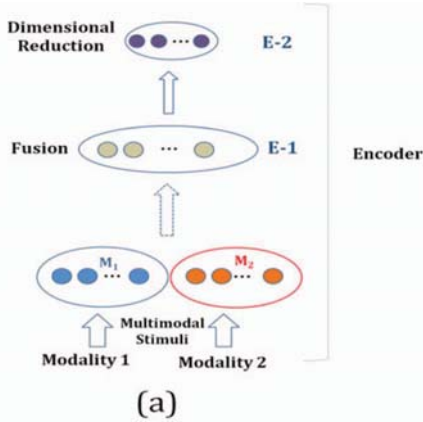 Dimensional
Reduction
E-2
Fusion
E-1
...
Encoder
M₁
M₂
Multimodal
Stimuli
Modality 1
Modality 2
(a)